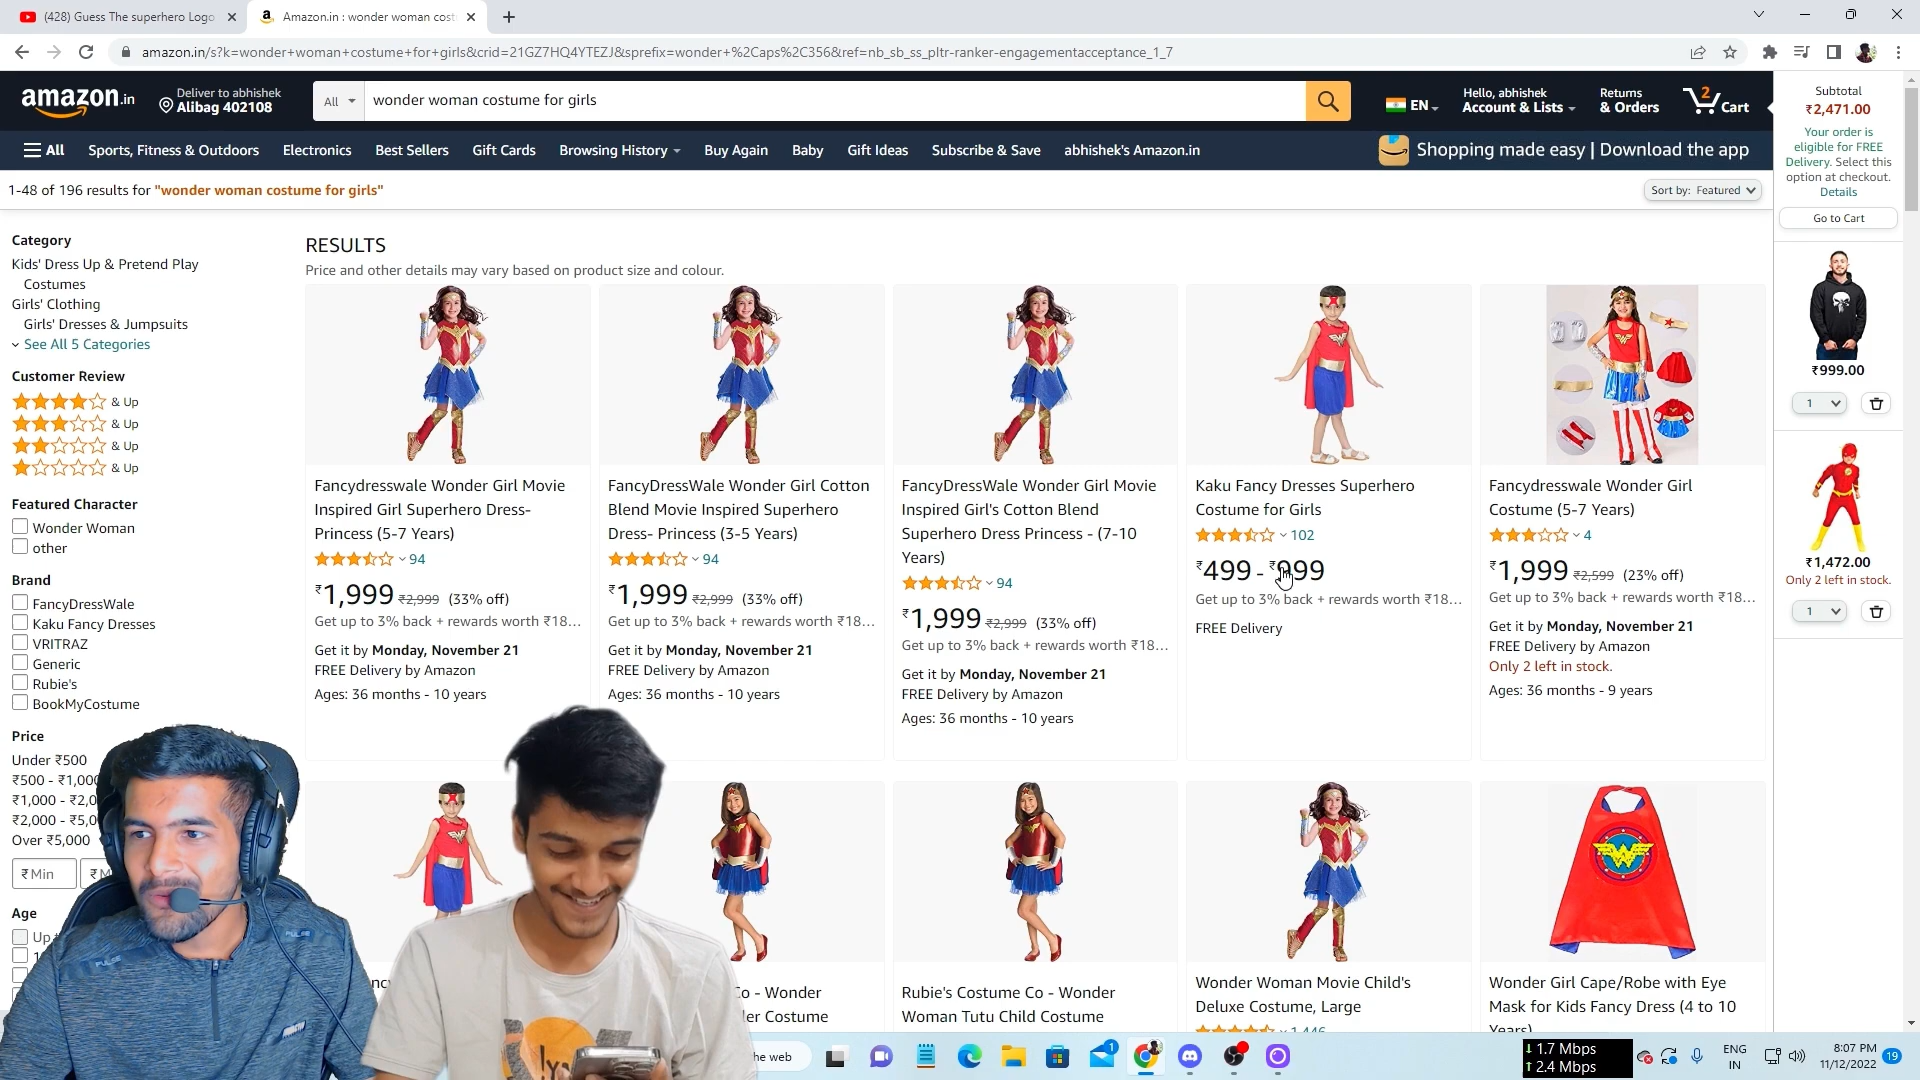 (428) Guess The superhero Logo
Amazon.in : wonder woman cost
amazon.in/s?k=wonder+woman+costume+for+girls&crid=21GZ7HQ4YTEZJ&sprefix=wonder+%2Caps%2C356&ref=nb_sb_ss_pltr-ranker-engagementacceptance_1_7
amazon.in
Deliver to abhishek
Alibag 402108
All
wonder woman costume for girls
EN
Hello, abhishek
Account & Lists
Returns
& Orders
2
Cart
All
Sports, Fitness & Outdoors
Electronics
Best Sellers
Gift Cards
Browsing History
Buy Again
Baby
Gift Ideas
Subscribe & Save
abhishek's Amazon.in
Shopping made easy | Download the app
Subtotal
₹2,471.00
Your order is
eligible for FREE
Delivery. Select this
option at checkout.
Details
Go to Cart
₹999.00
1
₹1,472.00
Only 2 left in stock.
1
1-48 of 196 results for "wonder woman costume for girls"
Sort by: Featured
Category
Kids' Dress Up & Pretend Play
Costumes
Girls' Clothing
Girls' Dresses & Jumpsuits
See All 5 Categories
Customer Review
& Up
& Up
& Up
& Up
Featured Character
Wonder Woman
other
Brand
FancyDressWale
Kaku Fancy Dresses
VRITRAZ
Generic
Rubie's
BookMyCostume
Price
Under ₹500
₹500 - ₹1,000
₹1,000 - ₹2,0
₹2,000 - ₹5,0
Over ₹5,000
₹ Min
Age
RESULTS
Price and other details may vary based on product size and colour.
Fancydresswale Wonder Girl Movie
Inspired Girl Superhero Dress-
Princess (5-7 Years)
94
₹1,999 ₹2,999 (33% off)
Get up to 3% back + rewards worth ₹18...
Get it by Monday, November 21
FREE Delivery by Amazon
Ages: 36 months - 10 years
FancyDressWale Wonder Girl Cotton
Blend Movie Inspired Superhero
Dress- Princess (3-5 Years)
94
₹1,999 ₹2,999 (33% off)
Get up to 3% back + rewards worth ₹18...
Get it by Monday, November 21
FREE Delivery by Amazon
Ages: 36 months - 10 years
FancyDressWale Wonder Girl Movie
Inspired Girl's Cotton Blend
Superhero Dress Princess - (7-10
Years)
94
₹1,999 ₹2,999 (33% off)
Get up to 3% back + rewards worth ₹18...
Get it by Monday, November 21
FREE Delivery by Amazon
Ages: 36 months - 10 years
Kaku Fancy Dresses Superhero
Costume for Girls
102
₹499 - ₹999
Get up to 3% back + rewards worth ₹18...
FREE Delivery
Fancydresswale Wonder Girl
Costume (5-7 Years)
4
₹1,999 ₹2,599 (23% off)
Get up to 3% back + rewards worth ₹18...
Get it by Monday, November 21
FREE Delivery by Amazon
Only 2 left in stock.
Ages: 36 months - 9 years
Co - Wonder
er Costume
Rubie's Costume Co - Wonder
Woman Tutu Child Costume
Wonder Woman Movie Child's
Deluxe Costume, Large
1,446
Wonder Girl Cape/Robe with Eye
Mask for Kids Fancy Dress (4 to 10
Years)
he web
1
↓ 1.7 Mbps
↑ 2.4 Mbps
ENG
IN
8:07 PM
11/12/2022
19